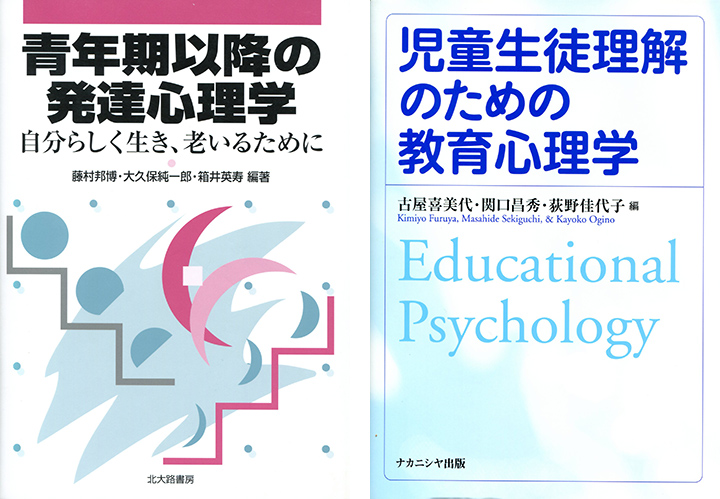 青年期以降の
発達心理学
自分らしく生き、老いるために
藤村邦博・大久保純一郎・箱井英寿 編著
北大路書房
児童生徒理解
のための
教育心理学
古屋喜美代・関口昌秀・荻野佳代子 編
Kimiyo Furuya, Masahide Sekiguchi, & Kayoko Ogino
Educational
Psychology
ナカニシヤ出版